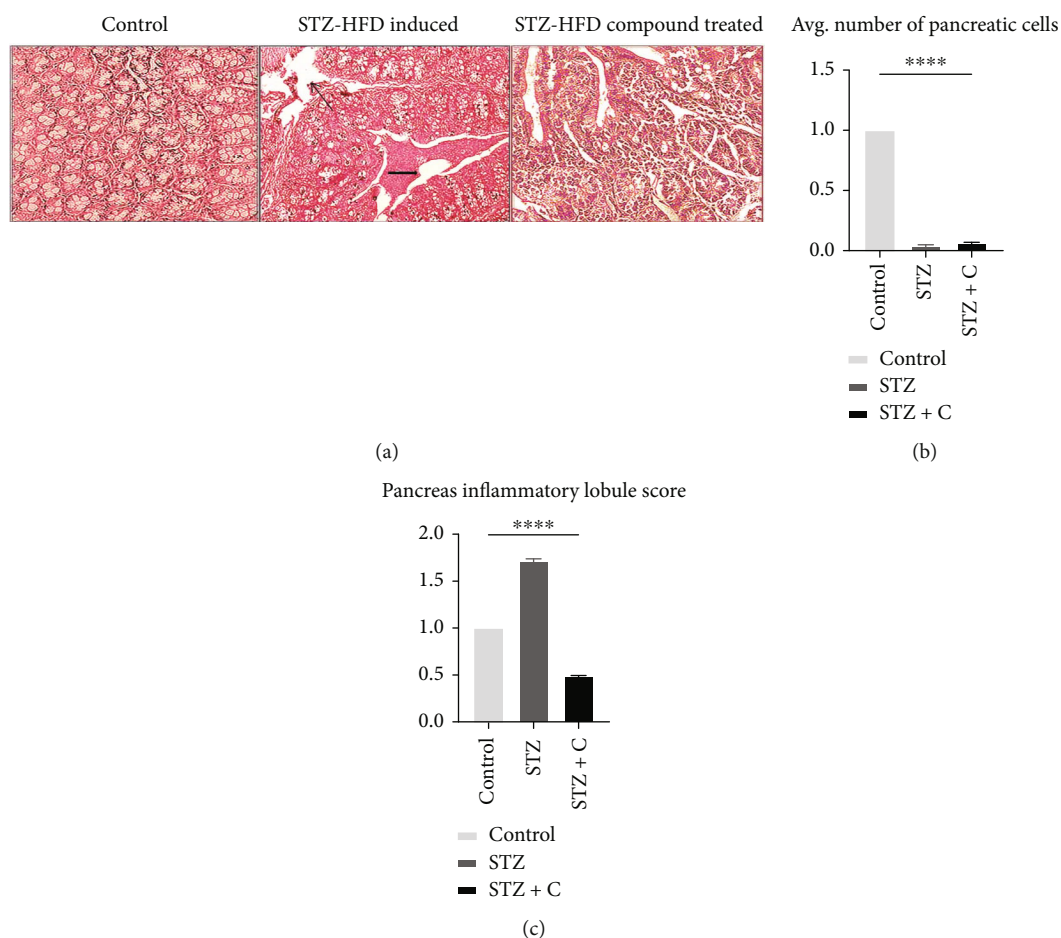 Control
STZ-HFD induced
STZ-HFD compound treated
(a)
Avg. number of pancreatic cells
****
1.5
1.0
0.5
0.0
Control
STZ
STZ + C
Control
STZ
STZ + C
(b)
Pancreas inflammatory lobule score
****
2.0
1.5
1.0
0.5
0.0
Control
STZ
STZ + C
Control
STZ
STZ + C
(c)